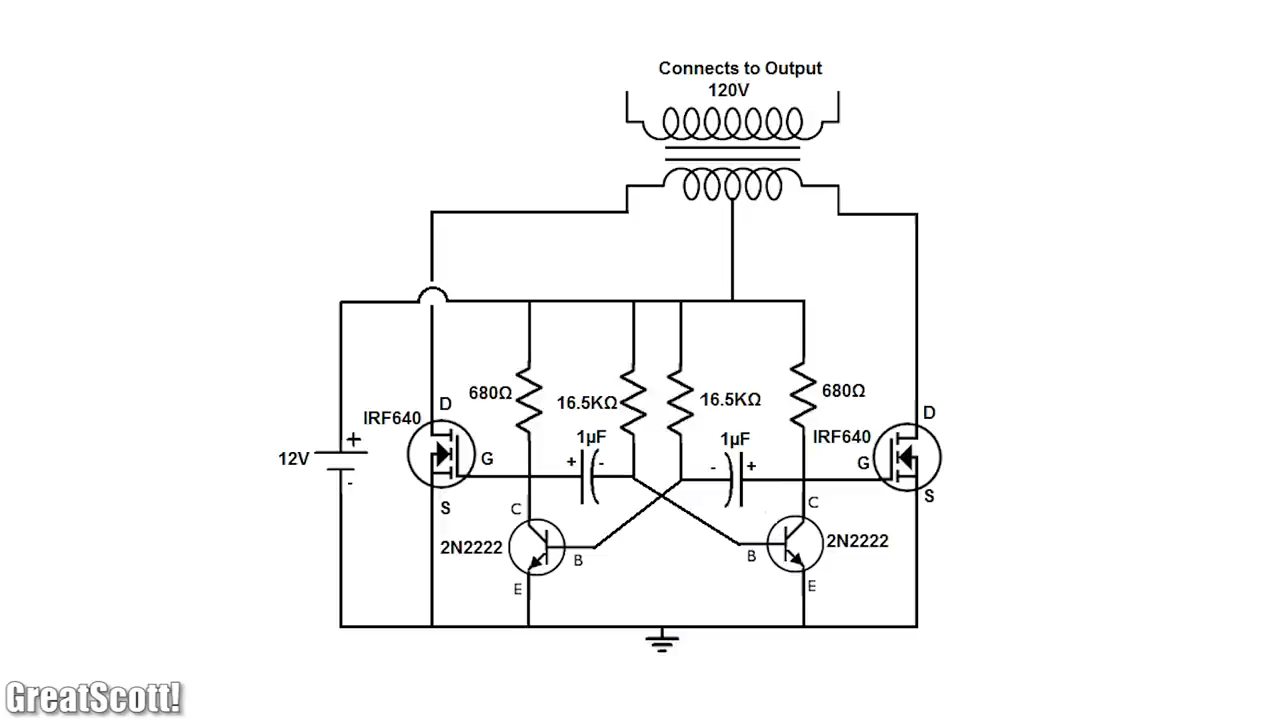 Connects to Output
120V
680Ω
16.5KΩ
16.5KΩ
680Ω
IRF640
D
1µF
1µF
IRF640
D
12V
+
-
G
+
-
-
+
G
S
C
C
S
2N2222
B
B
2N2222
E
E
GreatScott!